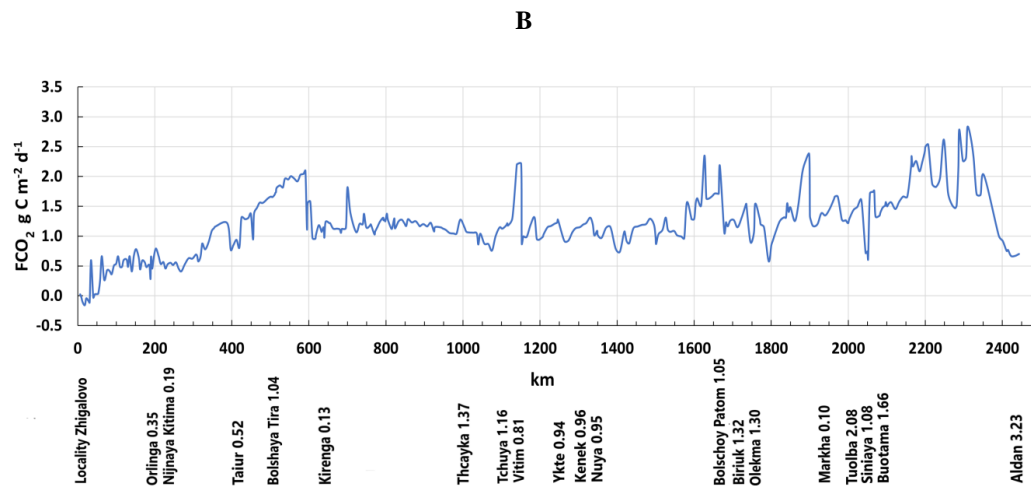 B
FCO2 g C m-2 d-1
3.5
3.0
2.5
2.0
1.5
1.0
0.5
0.0
-0.5
0 200 400 600 800 1000 1200 1400 1600 1800 2000 2200 2400
km
Locality Zhigalovo
Orlinga 0.35
Nijnaya Kitima 0.19
Taiur 0.52
Bolshaya Tira 1.04
Kirenga 0.13
Thcayka 1.37
Tchuya 1.16
Vitim 0.81
Ykte 0.94
Kenek 0.96
Nuya 0.95
Bolschoy Patom 1.05
Biriuk 1.32
Olekma 1.30
Markha 0.10
Tuolba 2.08
Siniaya 1.08
Buotama 1.66
Aldan 3.23